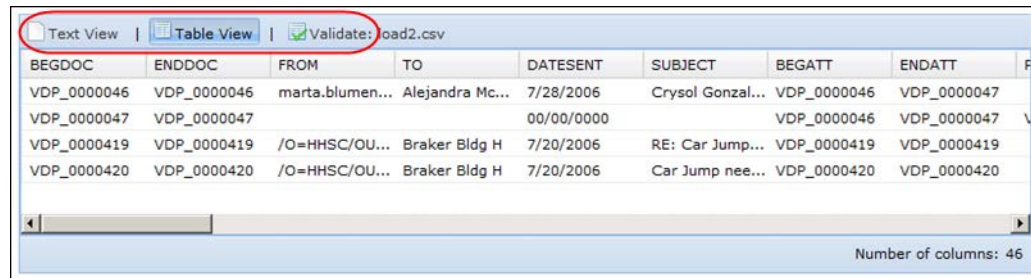 Text View | Table View | Validate: load2.csv
BEGDOC ENDDOC FROM TO DATESENT SUBJECT BEGATT ENDATT
VDP_0000046 VDP_0000046 marta.blumen... Alejandra Mc... 7/28/2006 Crysol Gonzal... VDP_0000046 VDP_0000047
VDP_0000047 VDP_0000047 00/00/0000 VDP_0000046 VDP_0000047
VDP_0000419 VDP_0000419 /O=HHSC/OU... Braker Bldg H 7/20/2006 RE: Car Jump... VDP_0000419 VDP_0000419
VDP_0000420 VDP_0000420 /O=HHSC/OU... Braker Bldg H 7/20/2006 Car Jump nee... VDP_0000420 VDP_0000420
Number of columns: 46